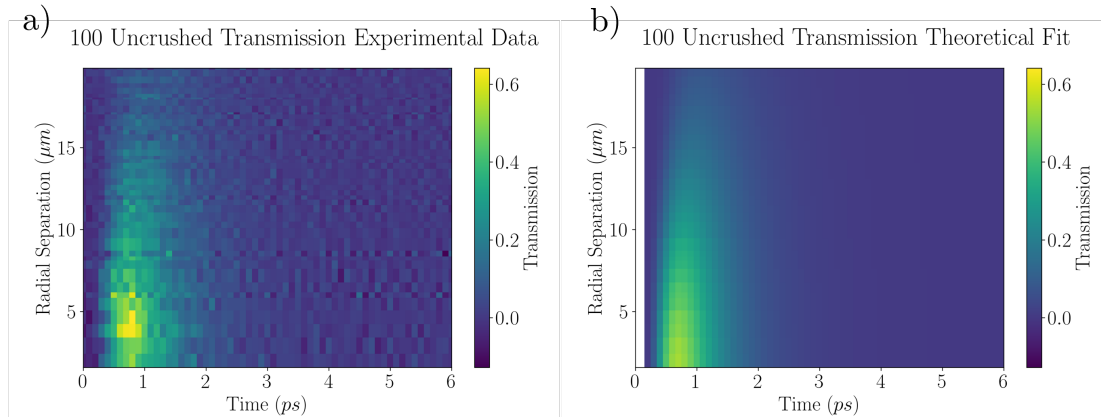 a)
100 Uncrushed Transmission Experimental Data
Radial Separation (μm)
15
10
5
0 1 2 3 4 5 6
Time (ps)
0.6
0.4
0.2
0.0
Transmission
b)
100 Uncrushed Transmission Theoretical Fit
Radial Separation (μm)
15
10
5
0 1 2 3 4 5 6
Time (ps)
0.6
0.4
0.2
0.0
Transmission